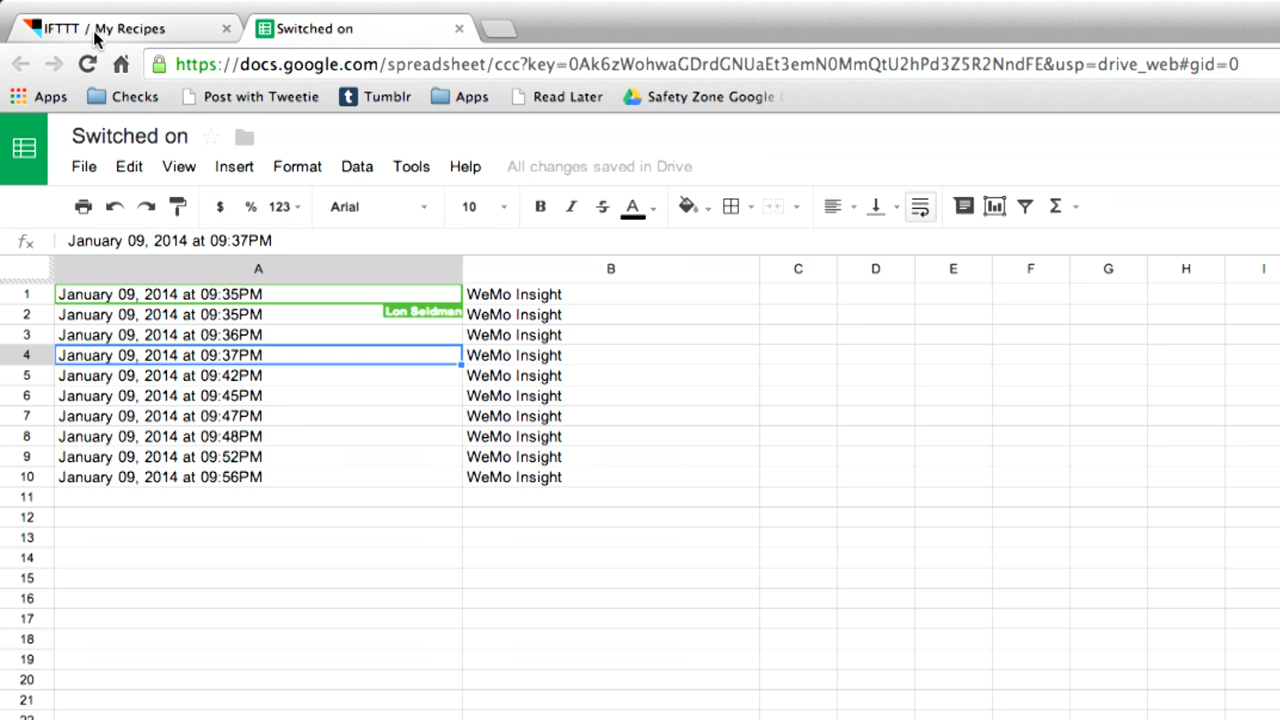 IFTTT / My Recipes
Switched on
https://docs.google.com/spreadsheet/ccc?key=0Ak6zWohwaGDrdGNUaEt3emN0MmQtU2hPd3Z5R2NndFE&usp=drive_web#gid=0
Apps Checks Post with Tweetie Tumblr Apps Read Later Safety Zone Google
Switched on
File Edit View Insert Format Data Tools Help All changes saved in Drive
$ % 123 Arial 10 B I S A Σ
fx January 09, 2014 at 09:37PM
A B C D E F G H I
1 January 09, 2014 at 09:35PM WeMo Insight
2 January 09, 2014 at 09:35PM Lon Seidman WeMo Insight
3 January 09, 2014 at 09:36PM WeMo Insight
4 January 09, 2014 at 09:37PM WeMo Insight
5 January 09, 2014 at 09:42PM WeMo Insight
6 January 09, 2014 at 09:45PM WeMo Insight
7 January 09, 2014 at 09:47PM WeMo Insight
8 January 09, 2014 at 09:48PM WeMo Insight
9 January 09, 2014 at 09:52PM WeMo Insight
10 January 09, 2014 at 09:56PM WeMo Insight
11
12
13
14
15
16
17
18
19
20
21